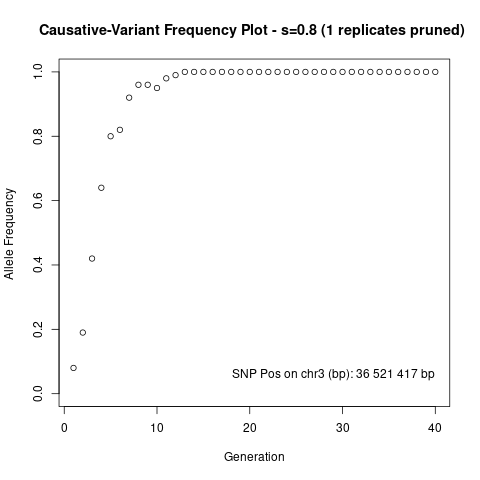 Causative-Variant Frequency Plot - s=0.8 (1 replicates pruned)
Allele Frequency
1.0
0.8
0.6
0.4
0.2
0.0
SNP Pos on chr3 (bp): 36 521 417 bp
0 10 20 30 40
Generation